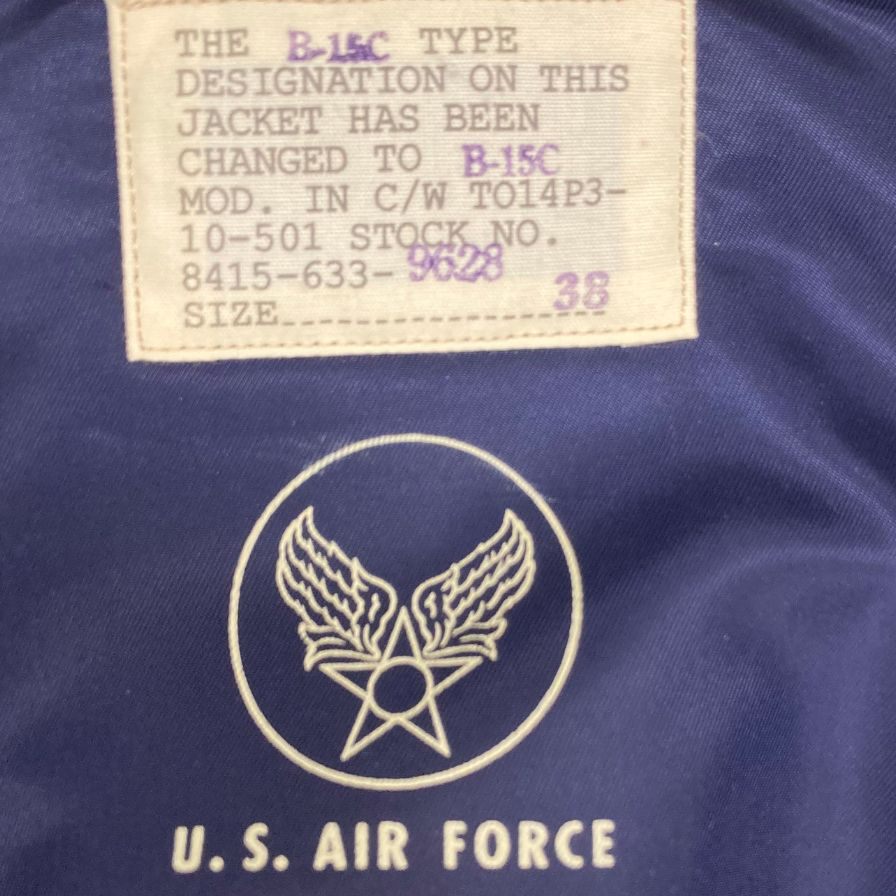 THE B-15C TYPE
DESIGNATION ON THIS
JACKET HAS BEEN
CHANGED TO B-15C
MOD. IN C/W TO14P3-
10-501 STOCK NO.
8415-633-9628
SIZE 38
U.S. AIR FORCE